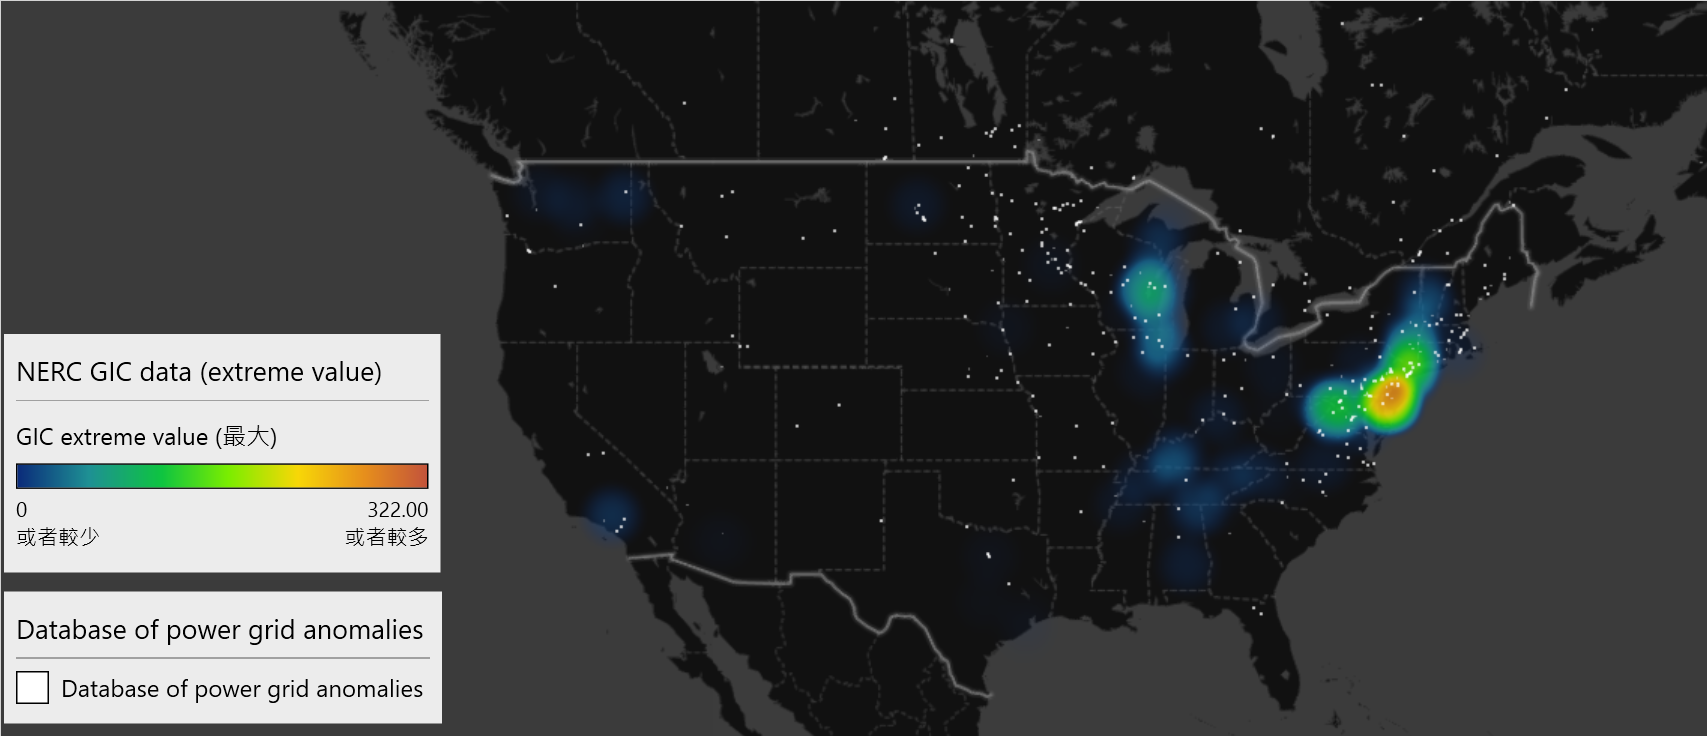 NERC GIC data (extreme value)
GIC extreme value (最大)
0 322.00
或者較少 或者較多
Database of power grid anomalies
Database of power grid anomalies